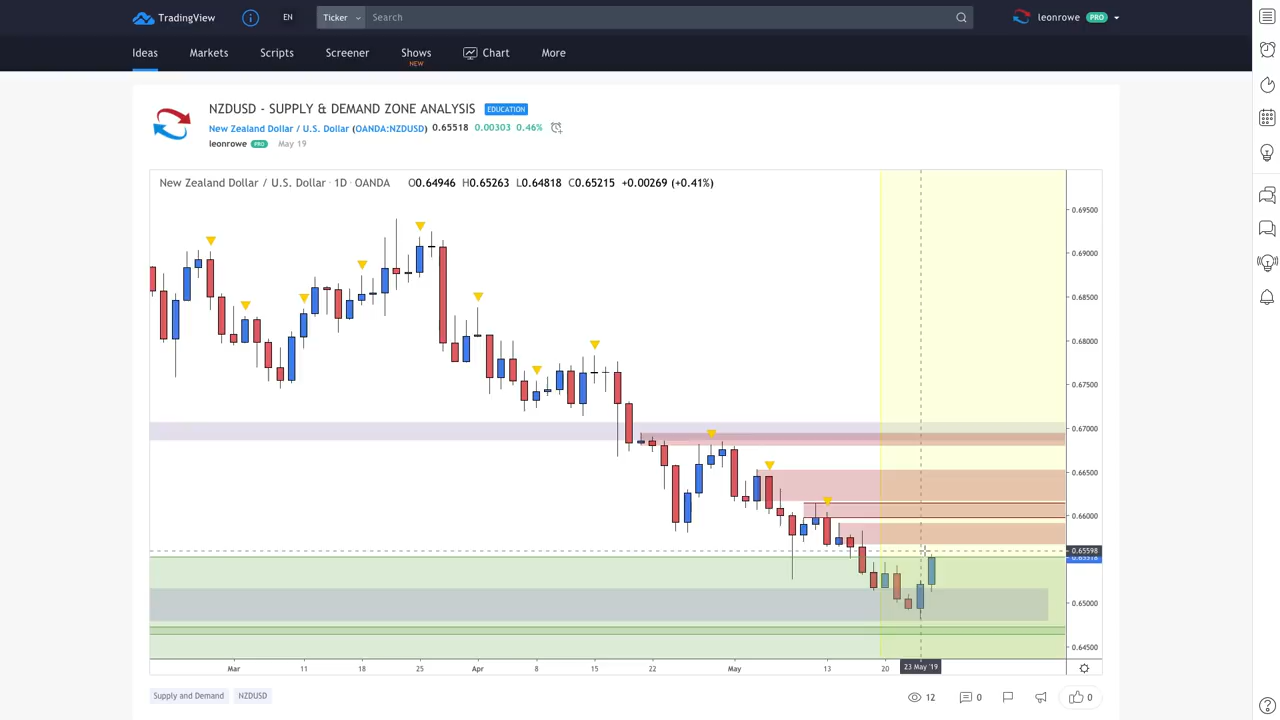 TradingView
EN
Ticker
Search
leonrowe PRO
Ideas
Markets
Scripts
Screener
Shows
NEW
Chart
More
NZDUSD - SUPPLY & DEMAND ZONE ANALYSIS EDUCATION
New Zealand Dollar / U.S. Dollar (OANDA:NZDUSD) 0.65518 0.00303 0.46%
leonrowe PRO May 19
New Zealand Dollar / U.S. Dollar · 1D · OANDA O0.64946 H0.65263 L0.64818 C0.65215 +0.00269 (+0.41%)
0.69500
0.69000
0.68500
0.68000
0.67500
0.67000
0.66500
0.66000
0.65598
0.65518
0.65000
0.64500
Mar 11 18 25 Apr 8 15 22 May 13 20 23 May '19
Supply and Demand NZDUSD
12 0 0